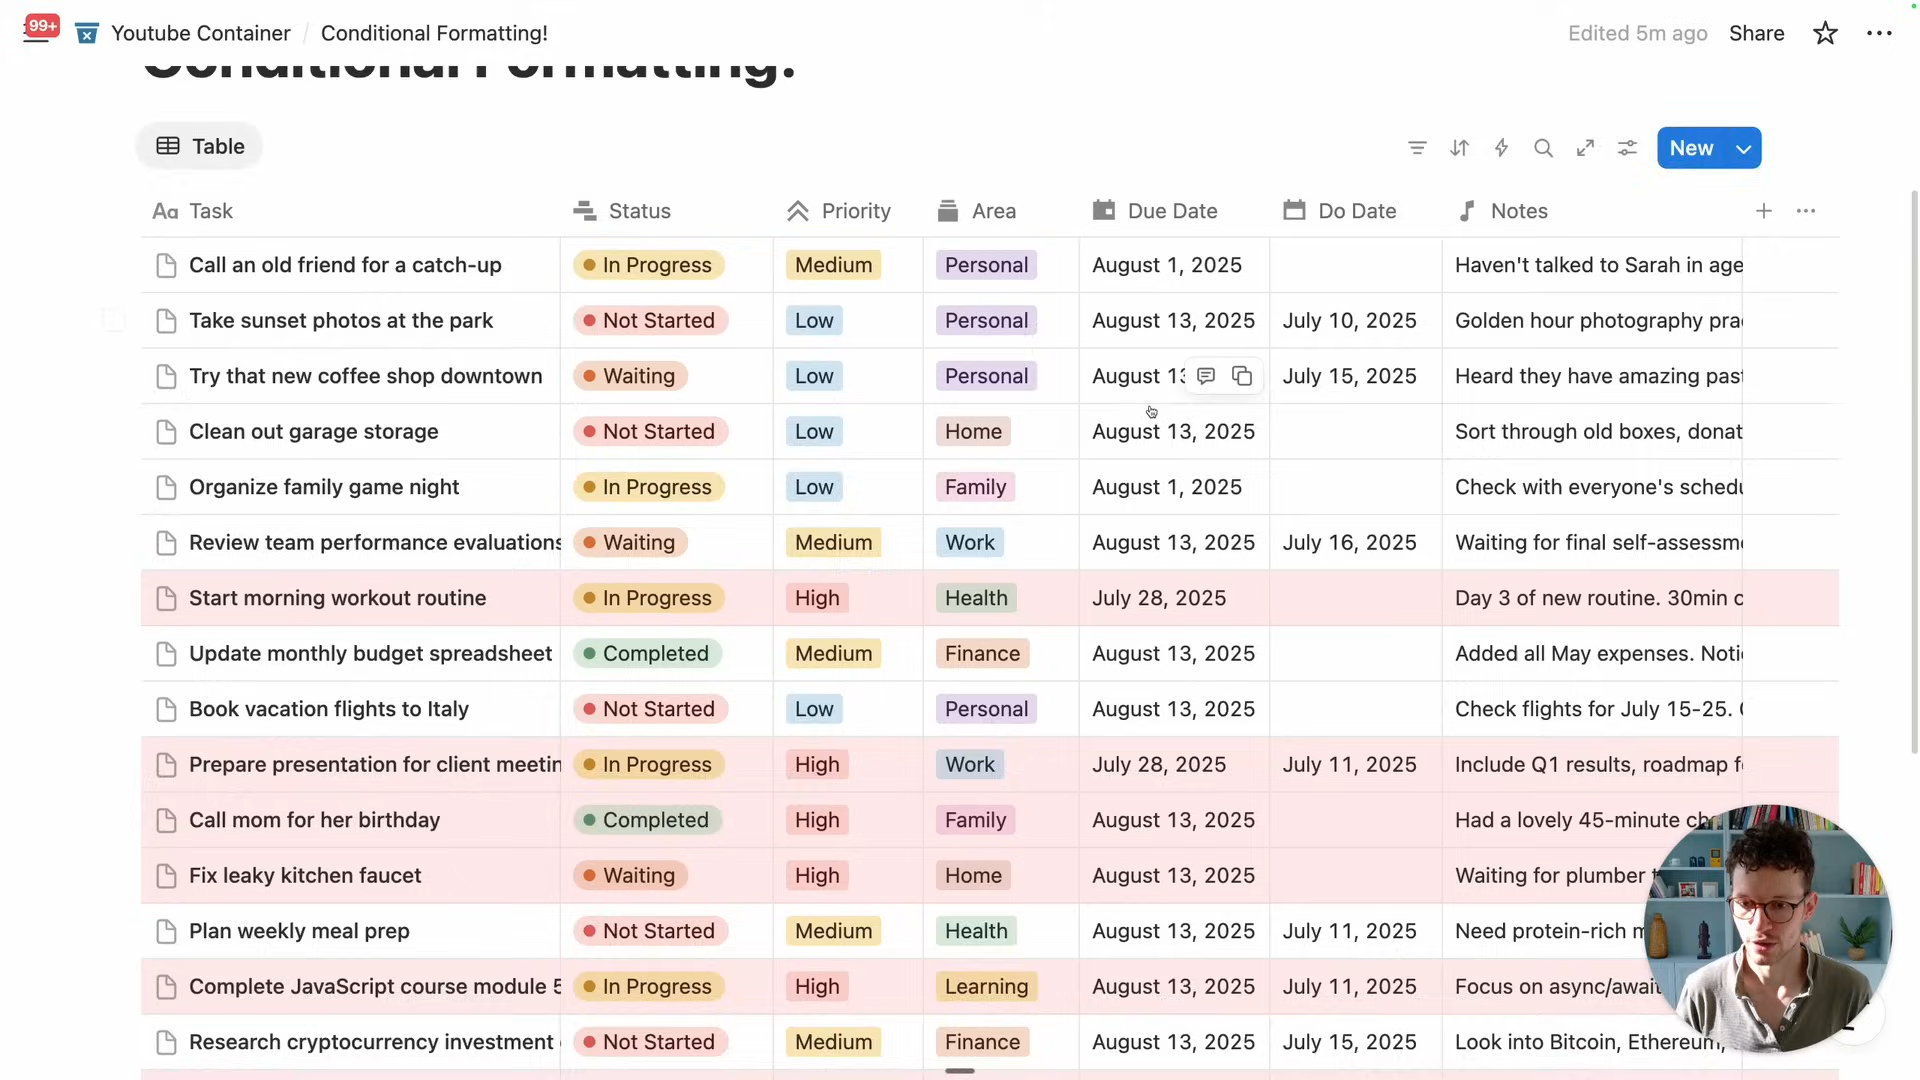 99+ Youtube Container / Conditional Formatting! Edited 5m ago Share
Conditional Formatting!
Table New
Aa Task Status Priority Area Due Date Do Date Notes
Call an old friend for a catch-up In Progress Medium Personal August 1, 2025 Haven't talked to Sarah in age
Take sunset photos at the park Not Started Low Personal August 13, 2025 July 10, 2025 Golden hour photography pra
Try that new coffee shop downtown Waiting Low Personal August 13 July 15, 2025 Heard they have amazing past
Clean out garage storage Not Started Low Home August 13, 2025 Sort through old boxes, donat
Organize family game night In Progress Low Family August 1, 2025 Check with everyone's schedu
Review team performance evaluations Waiting Medium Work August 13, 2025 July 16, 2025 Waiting for final self-assessm
Start morning workout routine In Progress High Health July 28, 2025 Day 3 of new routine. 30min c
Update monthly budget spreadsheet Completed Medium Finance August 13, 2025 Added all May expenses. Noti
Book vacation flights to Italy Not Started Low Personal August 13, 2025 Check flights for July 15-25.
Prepare presentation for client meetin In Progress High Work July 28, 2025 July 11, 2025 Include Q1 results, roadmap f
Call mom for her birthday Completed High Family August 13, 2025 Had a lovely 45-minute ch
Fix leaky kitchen faucet Waiting High Home August 13, 2025 Waiting for plumber
Plan weekly meal prep Not Started Medium Health August 13, 2025 July 11, 2025 Need protein-rich m
Complete JavaScript course module 5 In Progress High Learning August 13, 2025 July 11, 2025 Focus on async/await
Research cryptocurrency investment Not Started Medium Finance August 13, 2025 July 15, 2025 Look into Bitcoin, Ethereum,